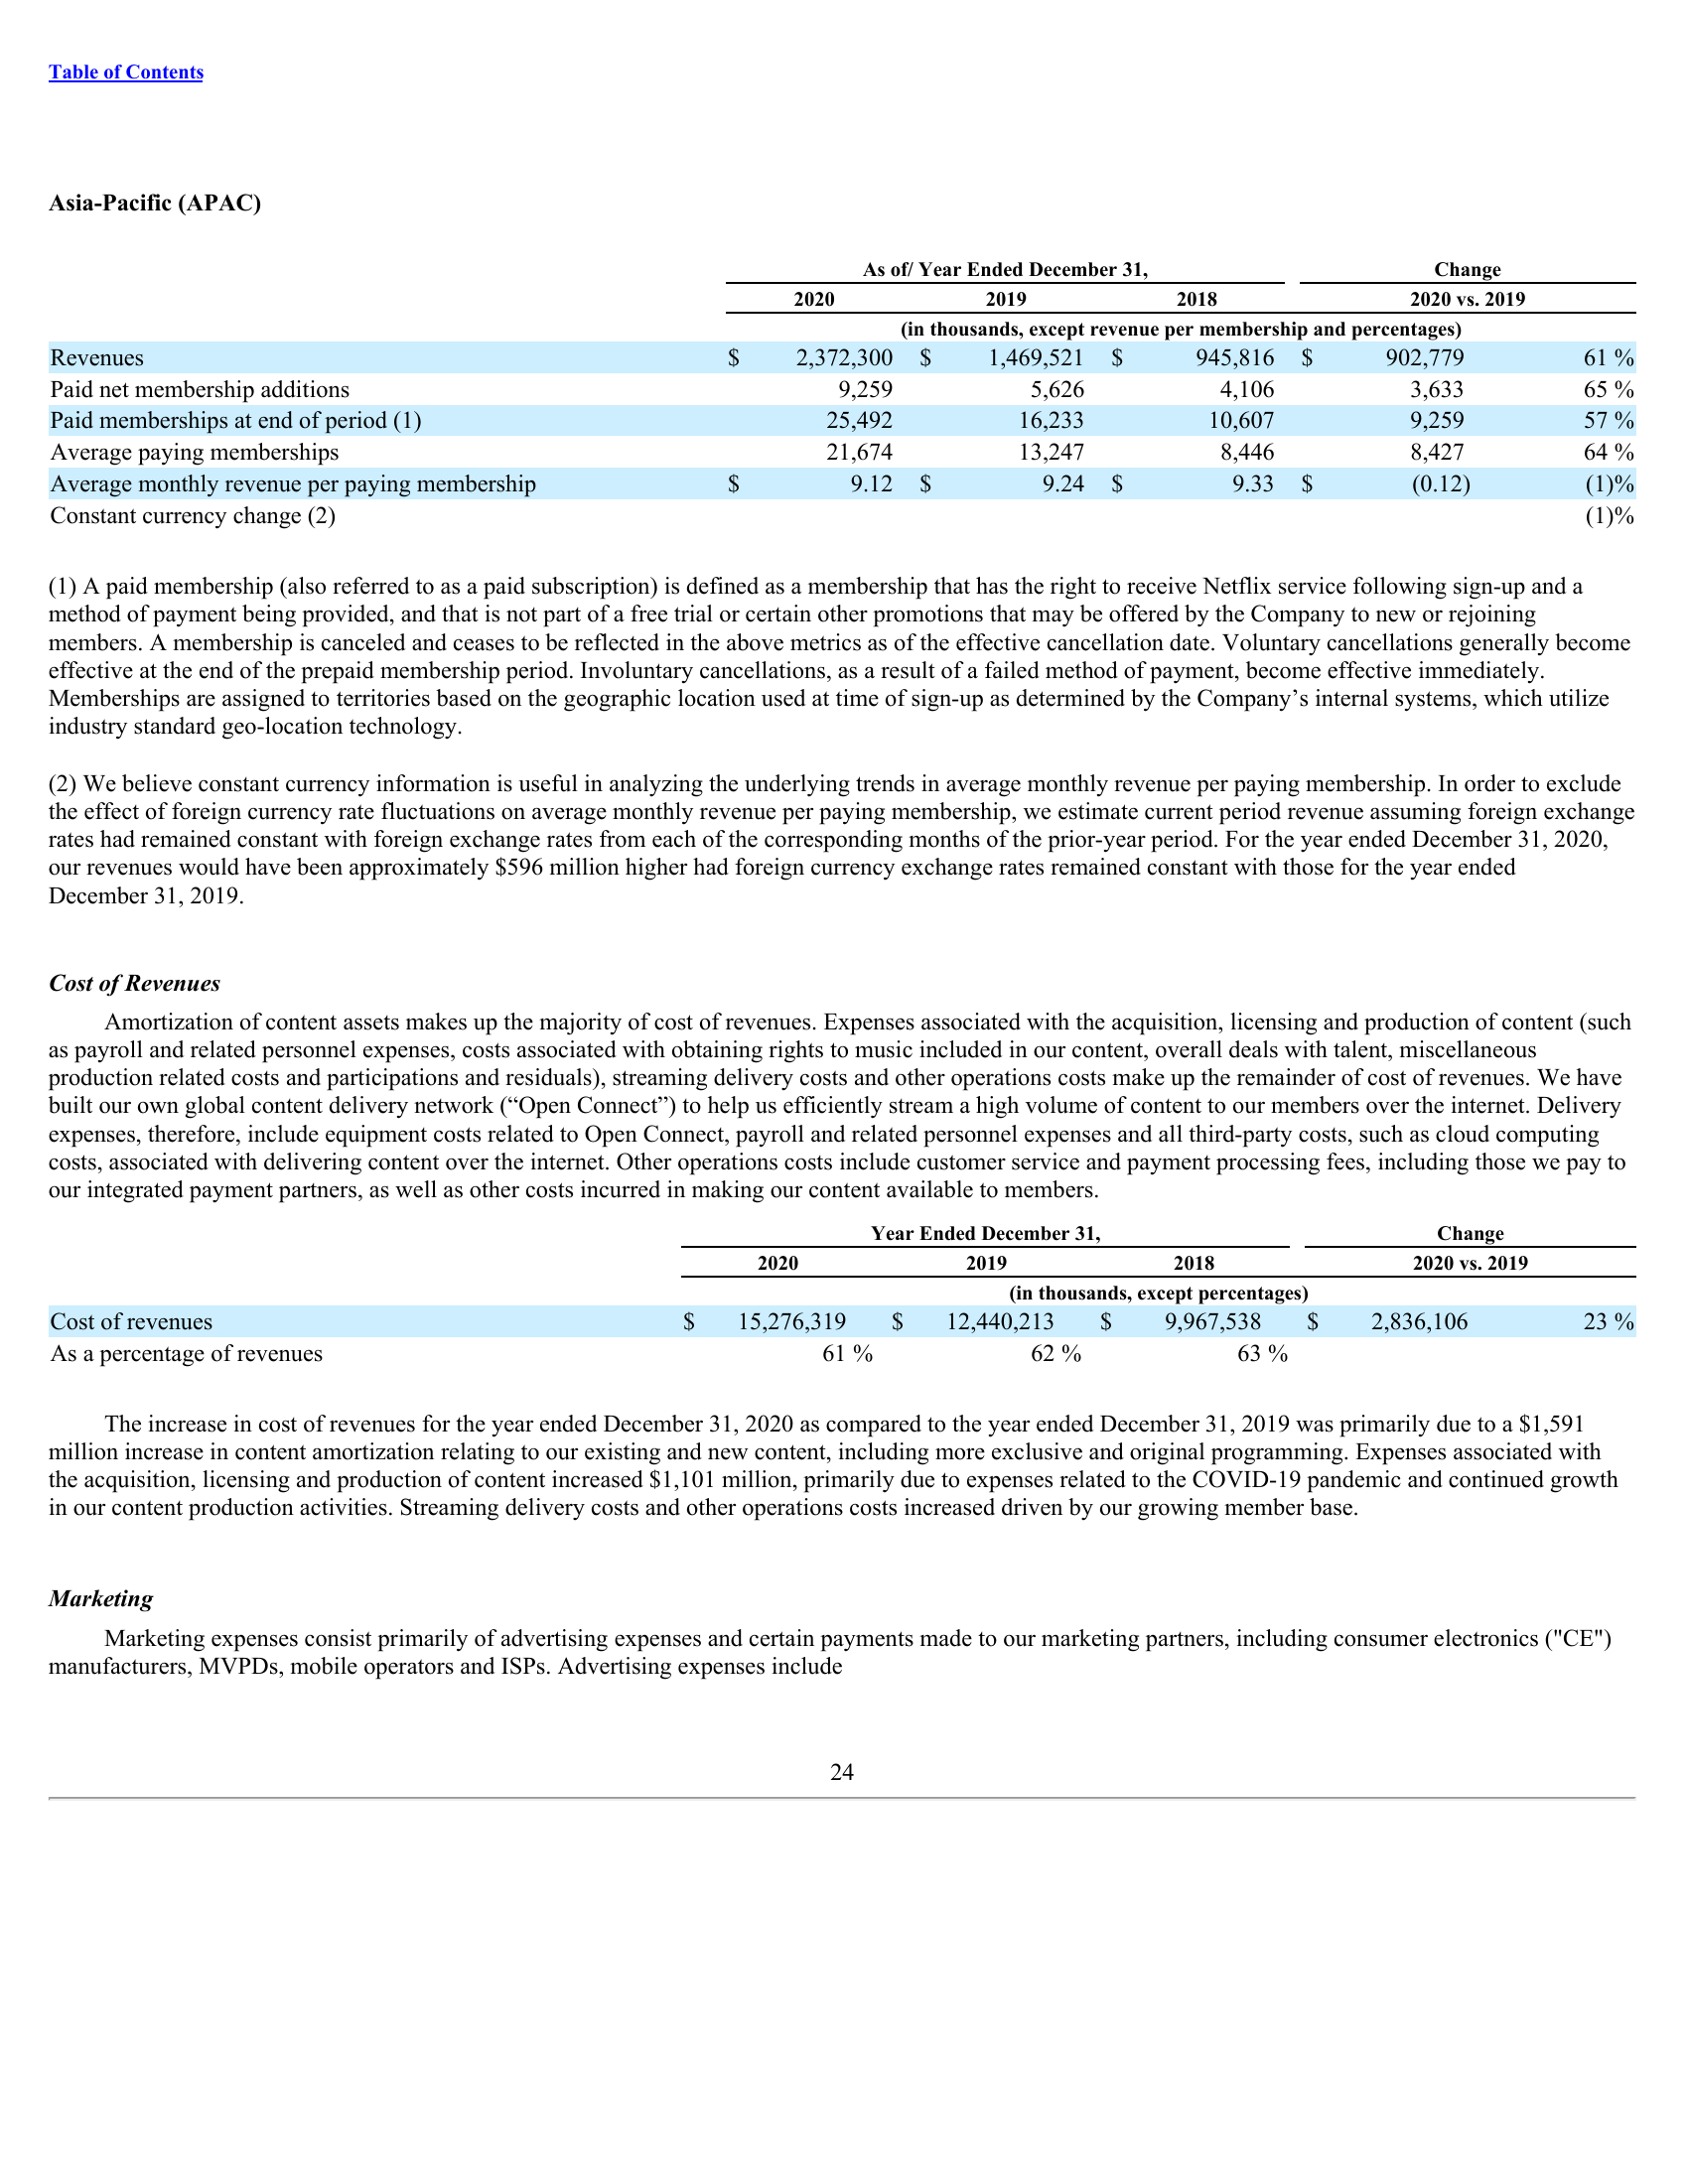 Table of Contents
Asia-Pacific (APAC)
As of/ Year Ended December 31, Change
2020 2019 2018 2020 vs. 2019
(in thousands, except revenue per membership and percentages)
Revenues $ 2,372,300 $ 1,469,521 $ 945,816 $ 902,779 61 %
Paid net membership additions 9,259 5,626 4,106 3,633 65 %
Paid memberships at end of period (1) 25,492 16,233 10,607 9,259 57 %
Average paying memberships 21,674 13,247 8,446 8,427 64 %
Average monthly revenue per paying membership $ 9.12 $ 9.24 $ 9.33 $ (0.12) (1)%
Constant currency change (2) (1)%
(1) A paid membership (also referred to as a paid subscription) is defined as a membership that has the right to receive Netflix service following sign-up and a
method of payment being provided, and that is not part of a free trial or certain other promotions that may be offered by the Company to new or rejoining
members. A membership is canceled and ceases to be reflected in the above metrics as of the effective cancellation date. Voluntary cancellations generally become
effective at the end of the prepaid membership period. Involuntary cancellations, as a result of a failed method of payment, become effective immediately.
Memberships are assigned to territories based on the geographic location used at time of sign-up as determined by the Company’s internal systems, which utilize
industry standard geo-location technology.
(2) We believe constant currency information is useful in analyzing the underlying trends in average monthly revenue per paying membership. In order to exclude
the effect of foreign currency rate fluctuations on average monthly revenue per paying membership, we estimate current period revenue assuming foreign exchange
rates had remained constant with foreign exchange rates from each of the corresponding months of the prior-year period. For the year ended December 31, 2020,
our revenues would have been approximately $596 million higher had foreign currency exchange rates remained constant with those for the year ended
December 31, 2019.
Cost of Revenues
Amortization of content assets makes up the majority of cost of revenues. Expenses associated with the acquisition, licensing and production of content (such
as payroll and related personnel expenses, costs associated with obtaining rights to music included in our content, overall deals with talent, miscellaneous
production related costs and participations and residuals), streaming delivery costs and other operations costs make up the remainder of cost of revenues. We have
built our own global content delivery network (“Open Connect”) to help us efficiently stream a high volume of content to our members over the internet. Delivery
expenses, therefore, include equipment costs related to Open Connect, payroll and related personnel expenses and all third-party costs, such as cloud computing
costs, associated with delivering content over the internet. Other operations costs include customer service and payment processing fees, including those we pay to
our integrated payment partners, as well as other costs incurred in making our content available to members.
Year Ended December 31, Change
2020 2019 2018 2020 vs. 2019
(in thousands, except percentages)
Cost of revenues $ 15,276,319 $ 12,440,213 $ 9,967,538 $ 2,836,106 23 %
As a percentage of revenues 61 % 62 % 63 %
The increase in cost of revenues for the year ended December 31, 2020 as compared to the year ended December 31, 2019 was primarily due to a $1,591
million increase in content amortization relating to our existing and new content, including more exclusive and original programming. Expenses associated with
the acquisition, licensing and production of content increased $1,101 million, primarily due to expenses related to the COVID-19 pandemic and continued growth
in our content production activities. Streaming delivery costs and other operations costs increased driven by our growing member base.
Marketing
Marketing expenses consist primarily of advertising expenses and certain payments made to our marketing partners, including consumer electronics ("CE")
manufacturers, MVPDs, mobile operators and ISPs. Advertising expenses include
24